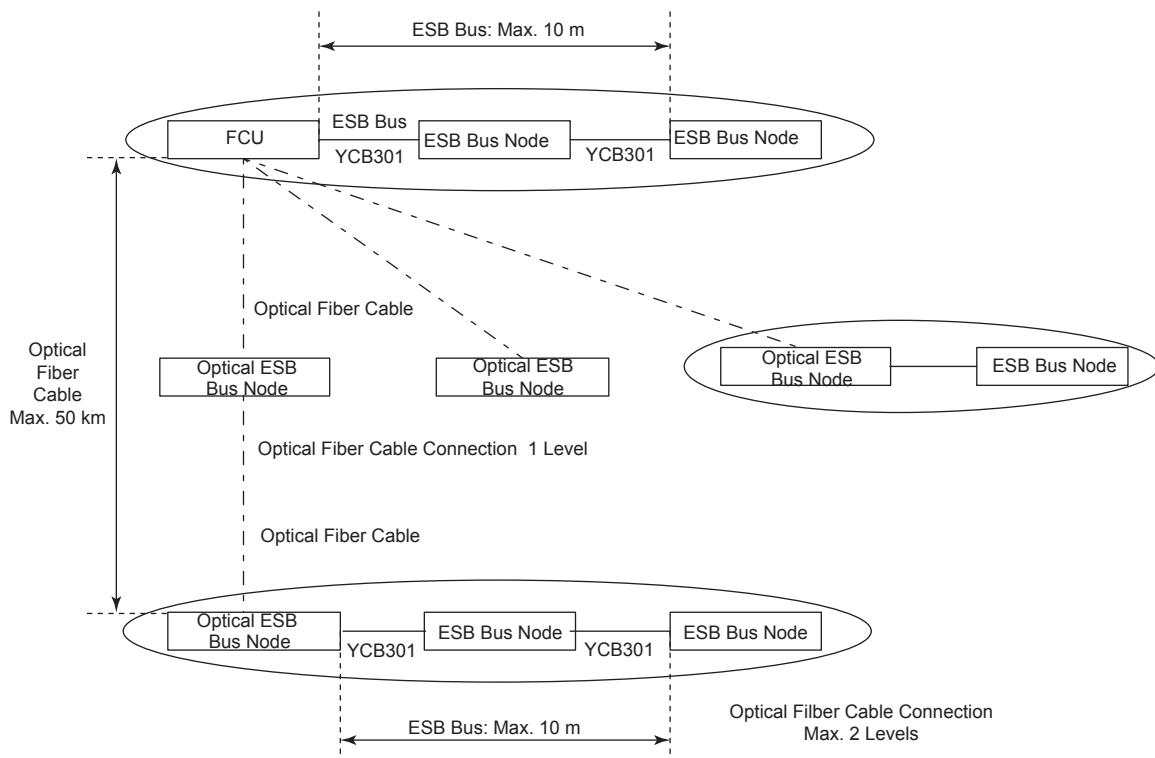 ESB Bus: Max. 10 m
FCU
ESB Bus
YCB301
ESB Bus Node
YCB301
ESB Bus Node
Optical Fiber Cable
Optical
Fiber
Cable
Max. 50 km
Optical ESB
Bus Node
Optical ESB
Bus Node
Optical ESB
Bus Node
ESB Bus Node
Optical Fiber Cable Connection 1 Level
Optical Fiber Cable
Optical ESB
Bus Node
YCB301
ESB Bus Node
YCB301
ESB Bus Node
ESB Bus: Max. 10 m
Optical Filber Cable Connection
Max. 2 Levels